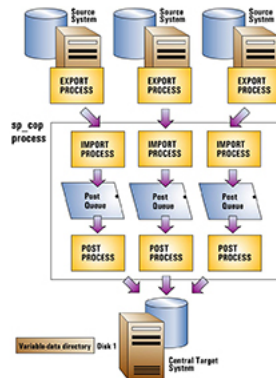 Source
System
Source
System
Source
System
EXPORT
PROCESS
EXPORT
PROCESS
EXPORT
PROCESS
sp_cop
process
IMPORT
PROCESS
IMPORT
PROCESS
IMPORT
PROCESS
Post
Queue
Post
Queue
Post
Queue
POST
PROCESS
POST
PROCESS
POST
PROCESS
Variable-data directory
Disk 1
Central Target
System